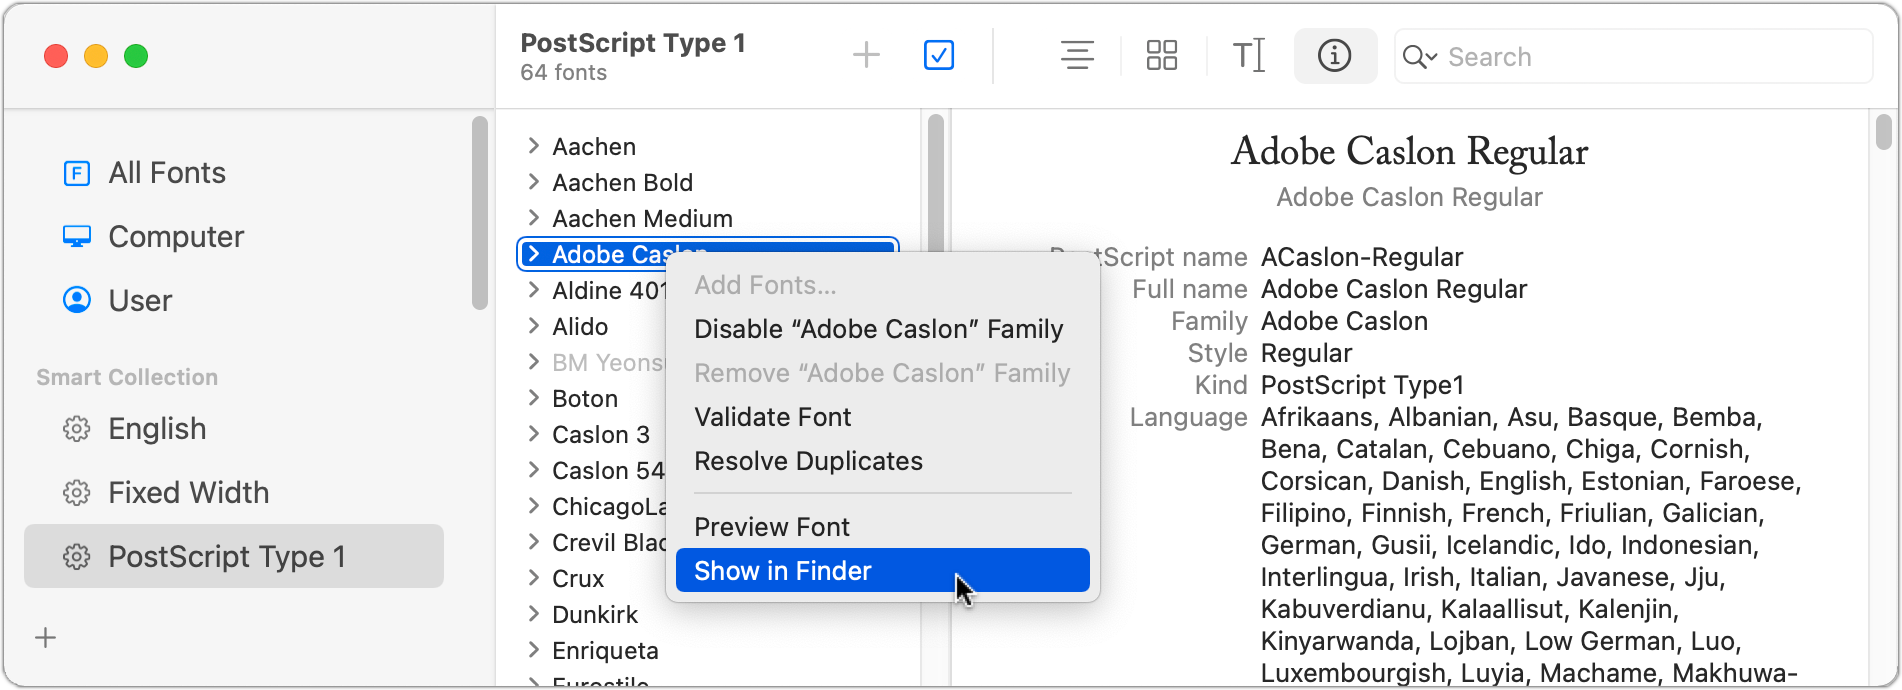 PostScript Type 1
64 fonts
Search
All Fonts
Computer
User
Smart Collection
English
Fixed Width
PostScript Type 1
Aachen
Aachen Bold
Aachen Medium
Adobe Caslon
Aldine 401
Alido
BM Yeons
Boton
Caslon 3
Caslon 54
ChicagoLa
Crevil Blac
Crux
Dunkirk
Enriqueta
Eurostile
Add Fonts...
Disable “Adobe Caslon” Family
Remove “Adobe Caslon” Family
Validate Font
Resolve Duplicates
Preview Font
Show in Finder
Adobe Caslon Regular
Adobe Caslon Regular
PostScript name ACaslon-Regular
Full name Adobe Caslon Regular
Family Adobe Caslon
Style Regular
Kind PostScript Type1
Language Afrikaans, Albanian, Asu, Basque, Bemba,
Bena, Catalan, Cebuano, Chiga, Cornish,
Corsican, Danish, English, Estonian, Faroese,
Filipino, Finnish, French, Friulian, Galician,
German, Gusii, Icelandic, Ido, Indonesian,
Interlingua, Irish, Italian, Javanese, Jju,
Kabuverdianu, Kalaallisut, Kalenjin,
Kinyarwanda, Lojban, Low German, Luo,
Luxembourgish, Luyia, Machame, Makhuwa-